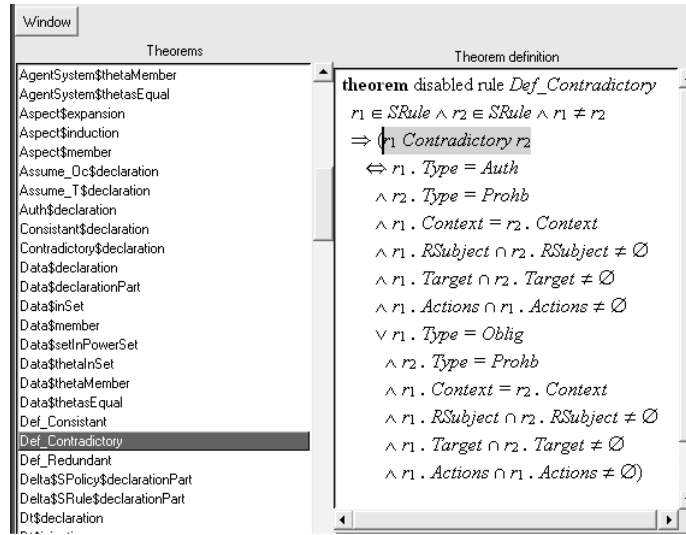 Window
Theorems
AgentSystem$thetaMember
AgentSystem$thetasEqual
Aspect$expansion
Aspect$induction
Aspect$member
Assume_Oc$declaration
Assume_T$declaration
Auth$declaration
Consistant$declaration
Contradictory$declaration
Data$declaration
Data$declarationPart
Data$inSet
Data$member
Data$setInPowerSet
Data$thetaInSet
Data$thetaMember
Data$thetasEqual
Def_Consistant
Def_Contradictory
Def_Redundant
Delta$SPolicy$declarationPart
Delta$SRule$declarationPart
Dt$declaration
Theorem definition
theorem disabled rule Def_Contradictory
r1 ∈ SRule ∧ r2 ∈ SRule ∧ r1 ≠ r2
⇒ (r1 Contradictory r2
⇔ r1 . Type = Auth
∧ r2 . Type = Prohb
∧ r1 . Context = r2 . Context
∧ r1 . RSubject ∩ r2 . RSubject ≠ ∅
∧ r1 . Target ∩ r2 . Target ≠ ∅
∧ r1 . Actions ∩ r1 . Actions ≠ ∅
∨ r1 . Type = Oblig
∧ r2 . Type = Prohb
∧ r1 . Context = r2 . Context
∧ r1 . RSubject ∩ r2 . RSubject ≠ ∅
∧ r1 . Target ∩ r2 . Target ≠ ∅
∧ r1 . Actions ∩ r1 . Actions ≠ ∅)